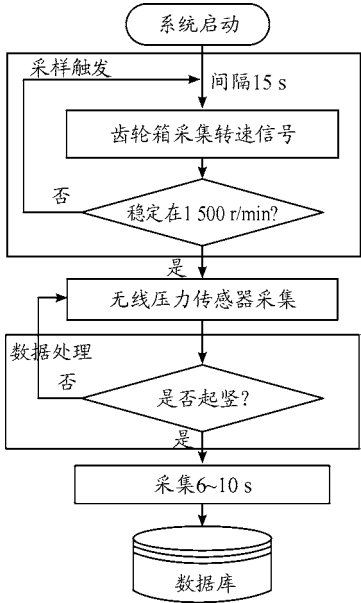 系统启动
采样触发
间隔15 s
齿轮箱采集转速信号
否
稳定在1 500 r/min?
是
无线压力传感器采集
数据处理
否
是否起竖?
是
采集6~10 s
数据库